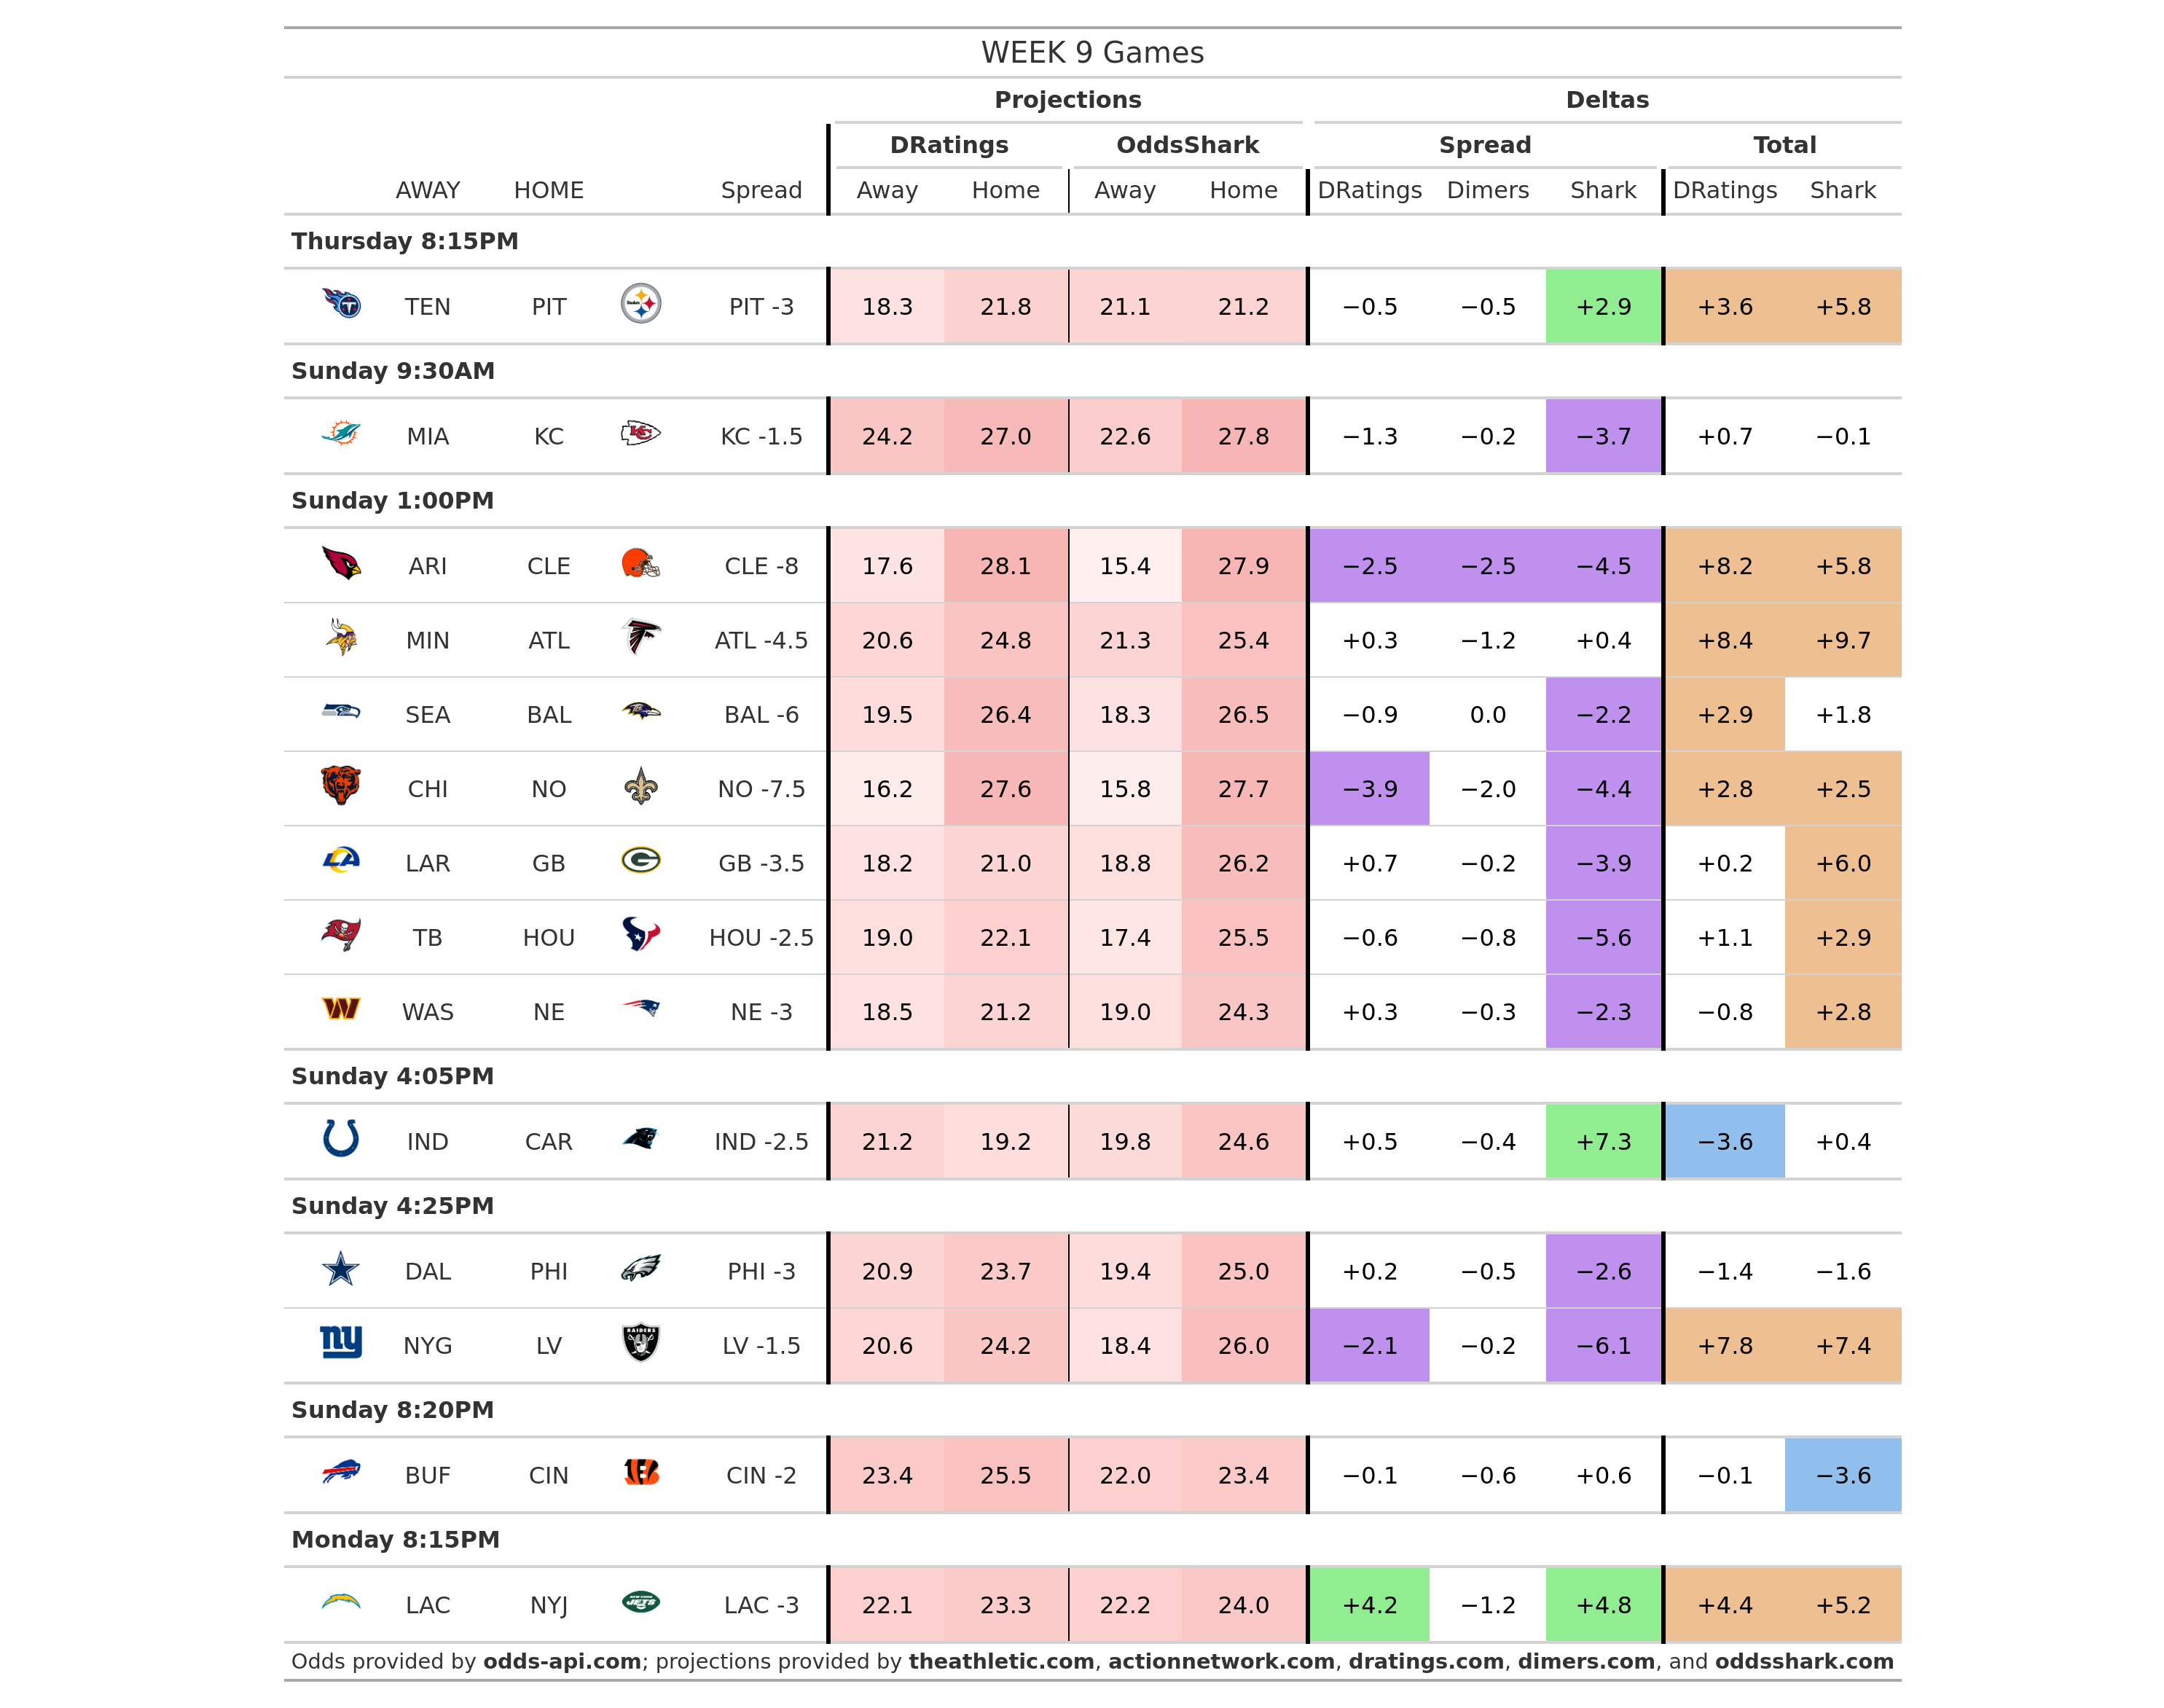 WEEK 9 Games
Projections Deltas
DRatings OddsShark Spread Total
AWAY HOME Spread Away Home Away Home DRatings Dimers Shark DRatings Shark
Thursday 8:15PM
TEN PIT PIT -3 18.3 21.8 21.1 21.2 −0.5 −0.5 +2.9 +3.6 +5.8
Sunday 9:30AM
MIA KC KC -1.5 24.2 27.0 22.6 27.8 −1.3 −0.2 −3.7 +0.7 −0.1
Sunday 1:00PM
ARI CLE CLE -8 17.6 28.1 15.4 27.9 −2.5 −2.5 −4.5 +8.2 +5.8
MIN ATL ATL -4.5 20.6 24.8 21.3 25.4 +0.3 −1.2 +0.4 +8.4 +9.7
SEA BAL BAL -6 19.5 26.4 18.3 26.5 −0.9 0.0 −2.2 +2.9 +1.8
CHI NO NO -7.5 16.2 27.6 15.8 27.7 −3.9 −2.0 −4.4 +2.8 +2.5
LAR GB GB -3.5 18.2 21.0 18.8 26.2 +0.7 −0.2 −3.9 +0.2 +6.0
TB HOU HOU -2.5 19.0 22.1 17.4 25.5 −0.6 −0.8 −5.6 +1.1 +2.9
WAS NE NE -3 18.5 21.2 19.0 24.3 +0.3 −0.3 −2.3 −0.8 +2.8
Sunday 4:05PM
IND CAR IND -2.5 21.2 19.2 19.8 24.6 +0.5 −0.4 +7.3 −3.6 +0.4
Sunday 4:25PM
DAL PHI PHI -3 20.9 23.7 19.4 25.0 +0.2 −0.5 −2.6 −1.4 −1.6
NYG LV LV -1.5 20.6 24.2 18.4 26.0 −2.1 −0.2 −6.1 +7.8 +7.4
Sunday 8:20PM
BUF CIN CIN -2 23.4 25.5 22.0 23.4 −0.1 −0.6 +0.6 −0.1 −3.6
Monday 8:15PM
LAC NYJ LAC -3 22.1 23.3 22.2 24.0 +4.2 −1.2 +4.8 +4.4 +5.2
Odds provided by odds-api.com; projections provided by theathletic.com, actionnetwork.com, dratings.com, dimers.com, and oddsshark.com